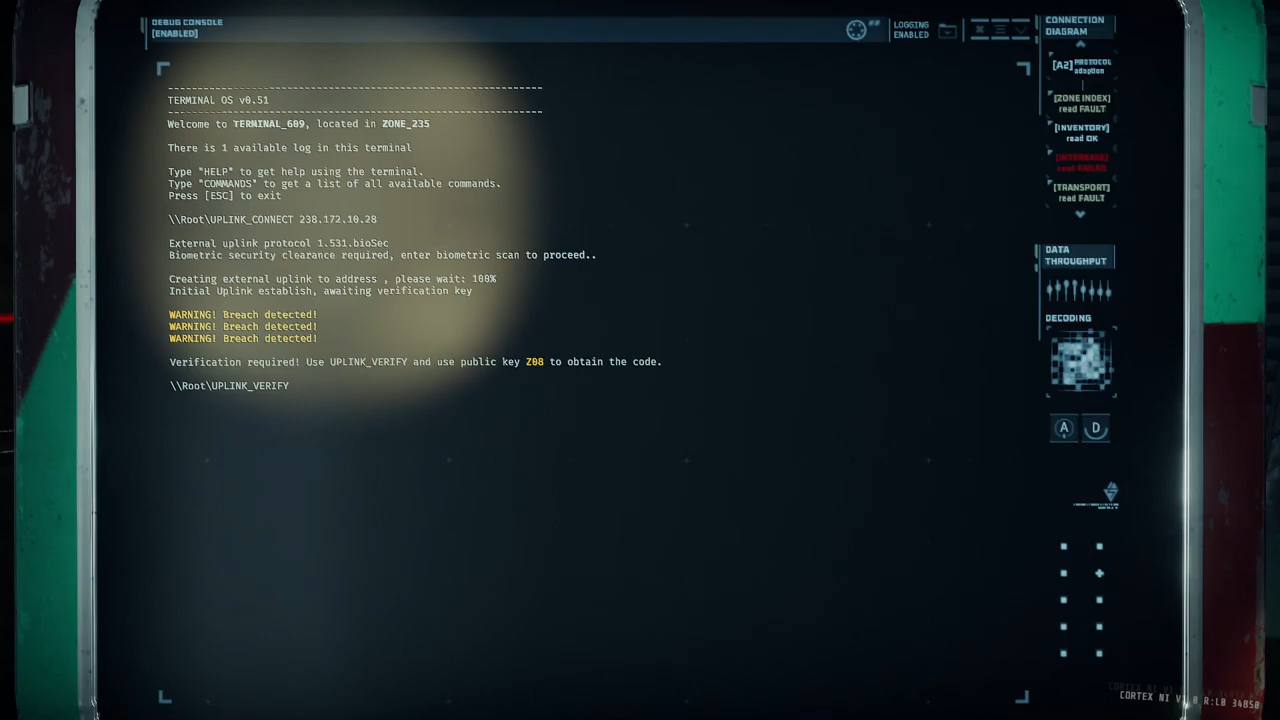 DEBUG CONSOLE
[ENABLED]
LOGGING
ENABLED
------------------------------------------------------------
TERMINAL OS v0.51
------------------------------------------------------------
Welcome to TERMINAL_609, located in ZONE_235
There is 1 available log in this terminal
Type "HELP" to get help using the terminal.
Type "COMMANDS" to get a list of all available commands.
Press [ESC] to exit
\\Root\UPLINK_CONNECT 238.172.10.28
External uplink protocol 1.531.bioSec
Biometric security clearance required, enter biometric scan to proceed..
Creating external uplink to address , please wait: 100%
Initial Uplink establish, awaiting verification key
WARNING! Breach detected!
WARNING! Breach detected!
WARNING! Breach detected!
Verification required! Use UPLINK_VERIFY and use public key Z08 to obtain the code.
\\Root\UPLINK_VERIFY
CONNECTION
DIAGRAM
[A2] PROTOCOL
adaption
[ZONE INDEX]
read FAULT
[INVENTORY]
read OK
read FAILED
[TRANSPORT]
read FAULT
DATA
THROUGHPUT
DECODING
A D
CORTEX NI V1.0 R:L0 34850